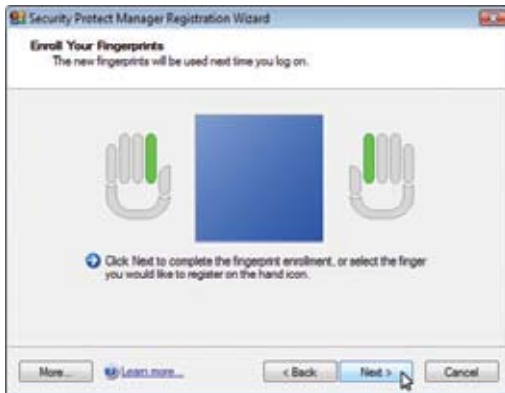 Security Protect Manager Registration Wizard
Enroll Your Fingerprints
The new fingerprints will be used next time you log on.
Click Next to complete the fingerprint enrollment, or select the finger
you would like to register on the hand icon.
More... Learn more... < Back Next > Cancel